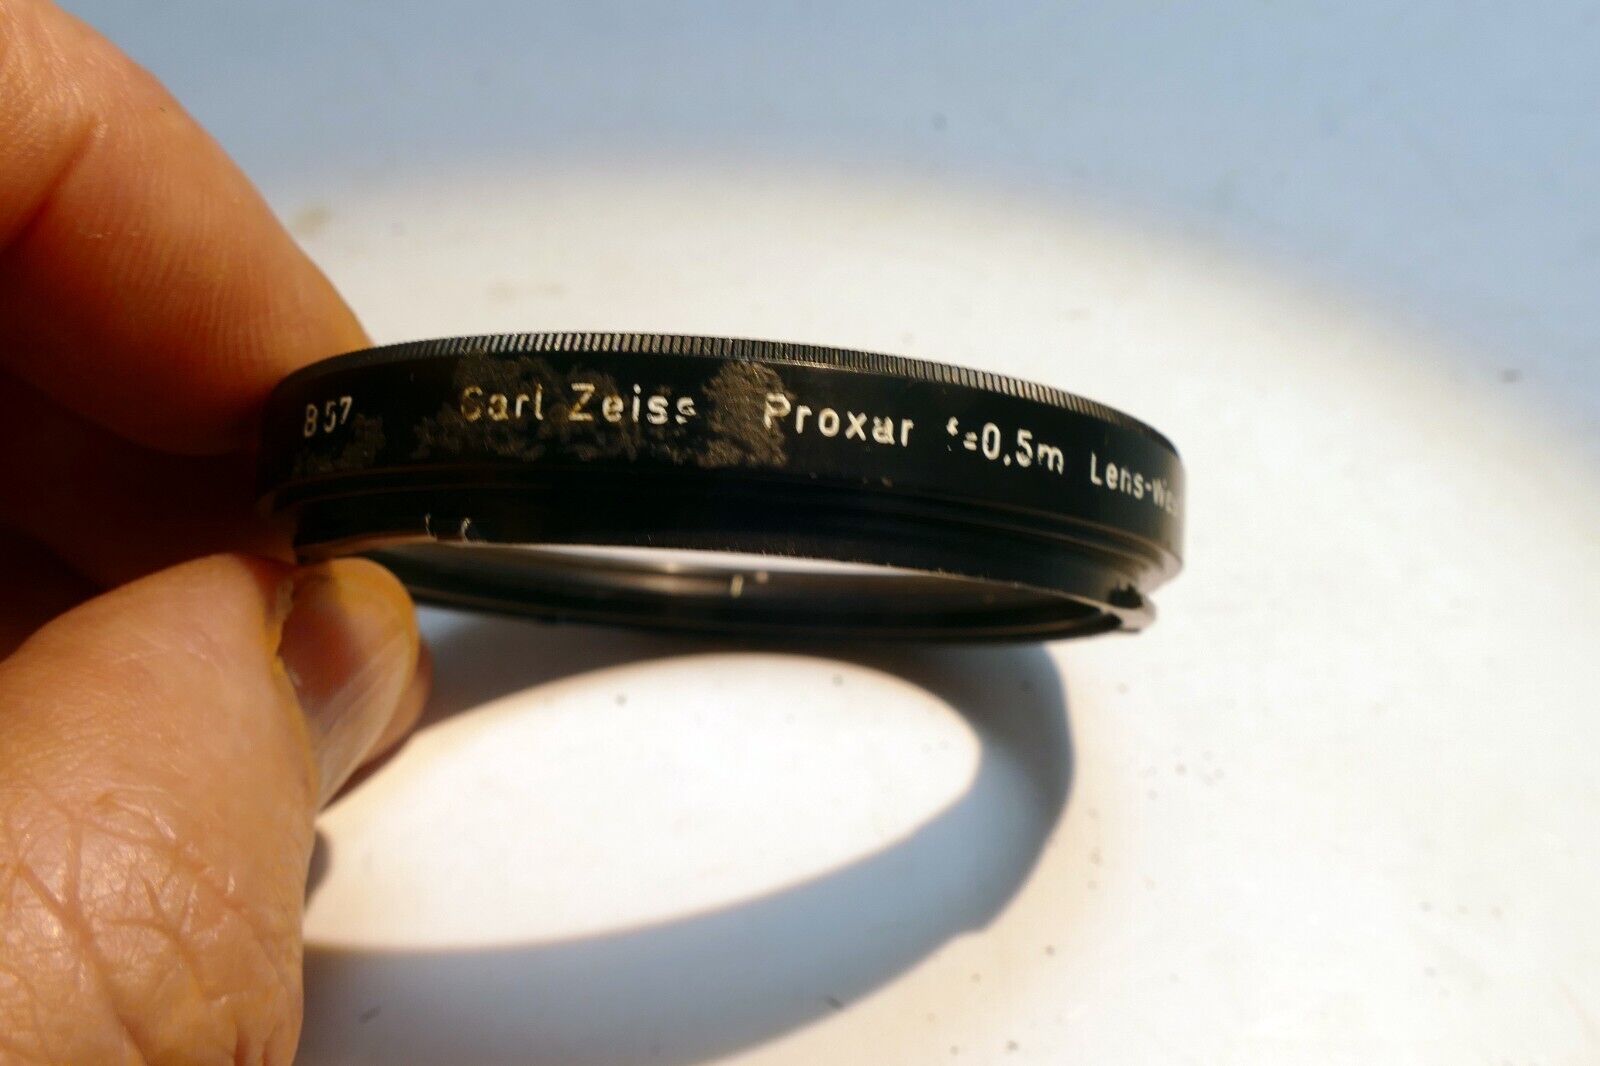 B57 Carl Zeiss Proxar f=0,5m